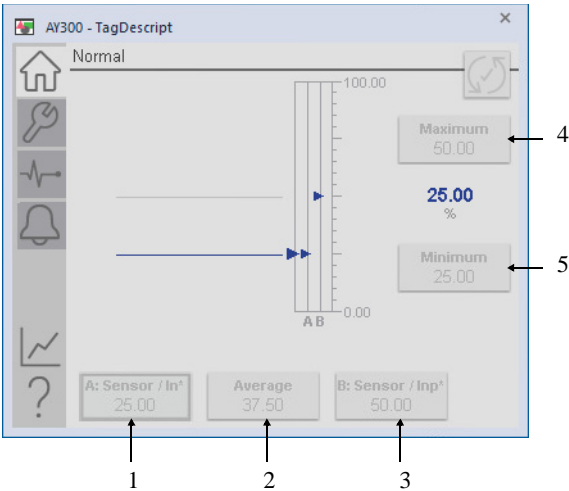 AY300 - TagDescript
Normal
100.00
Maximum
50.00
4
25.00
%
Minimum
25.00
5
0.00
A B
A: Sensor / In*
25.00
Average
37.50
B: Sensor / Inp*
50.00
?
1
2
3